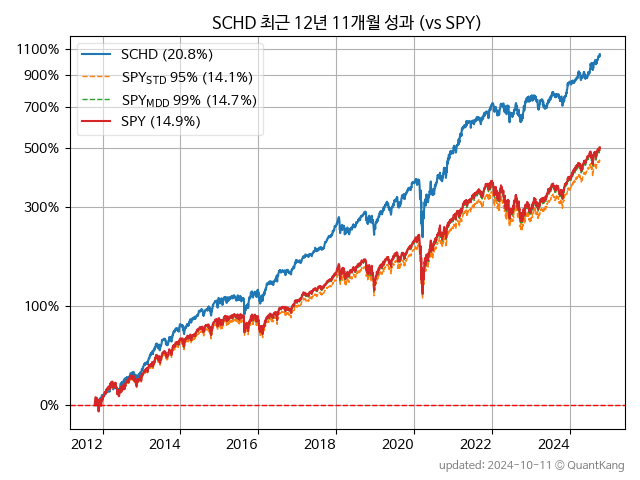 SCHD 최근 12년 11개월 성과 (vs SPY)
SCHD (20.8%)
SPY_STD 95% (14.1%)
SPY_MDD 99% (14.7%)
SPY (14.9%)
1100%
900%
700%
500%
300%
100%
0%
2012 2014 2016 2018 2020 2022 2024
updated: 2024-10-11 © QuantKang